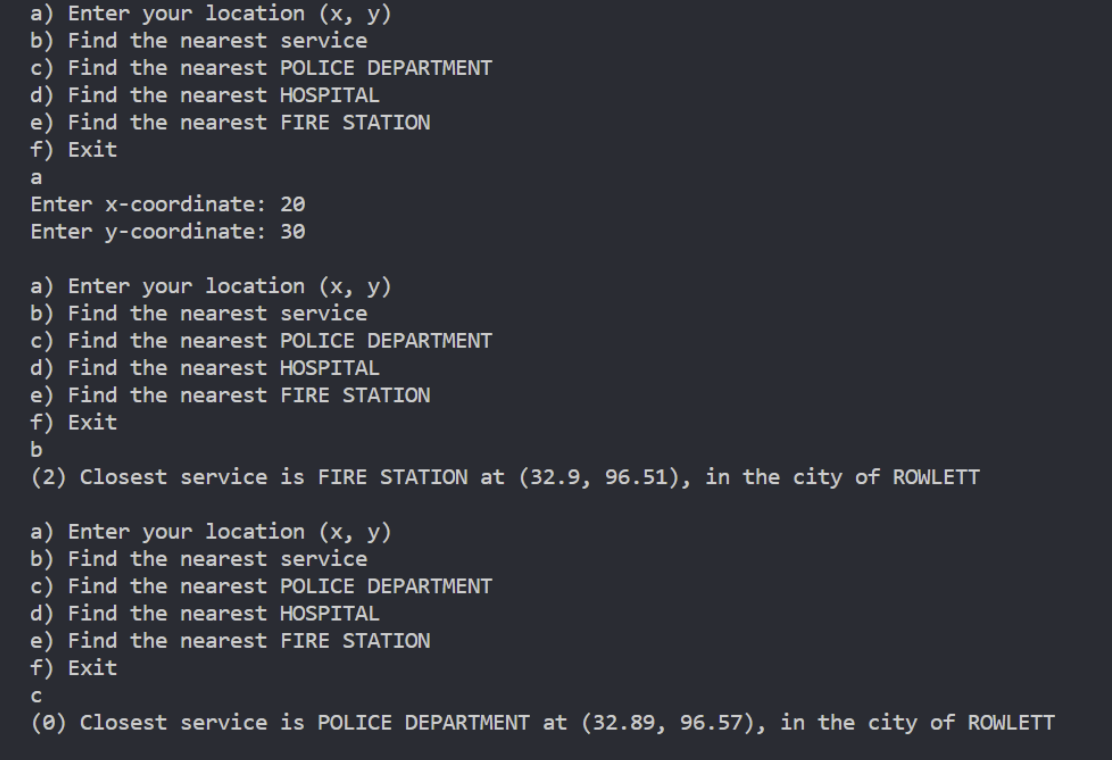 a) Enter your location (x, y)
b) Find the nearest service
c) Find the nearest POLICE DEPARTMENT
d) Find the nearest HOSPITAL
e) Find the nearest FIRE STATION
f) Exit
a
Enter x-coordinate: 20
Enter y-coordinate: 30
a) Enter your location (x, y)
b) Find the nearest service
c) Find the nearest POLICE DEPARTMENT
d) Find the nearest HOSPITAL
e) Find the nearest FIRE STATION
f) Exit
b
(2) Closest service is FIRE STATION at (32.9, 96.51), in the city of ROWLETT
a) Enter your location (x, y)
b) Find the nearest service
c) Find the nearest POLICE DEPARTMENT
d) Find the nearest HOSPITAL
e) Find the nearest FIRE STATION
f) Exit
c
(0) Closest service is POLICE DEPARTMENT at (32.89, 96.57), in the city of ROWLETT